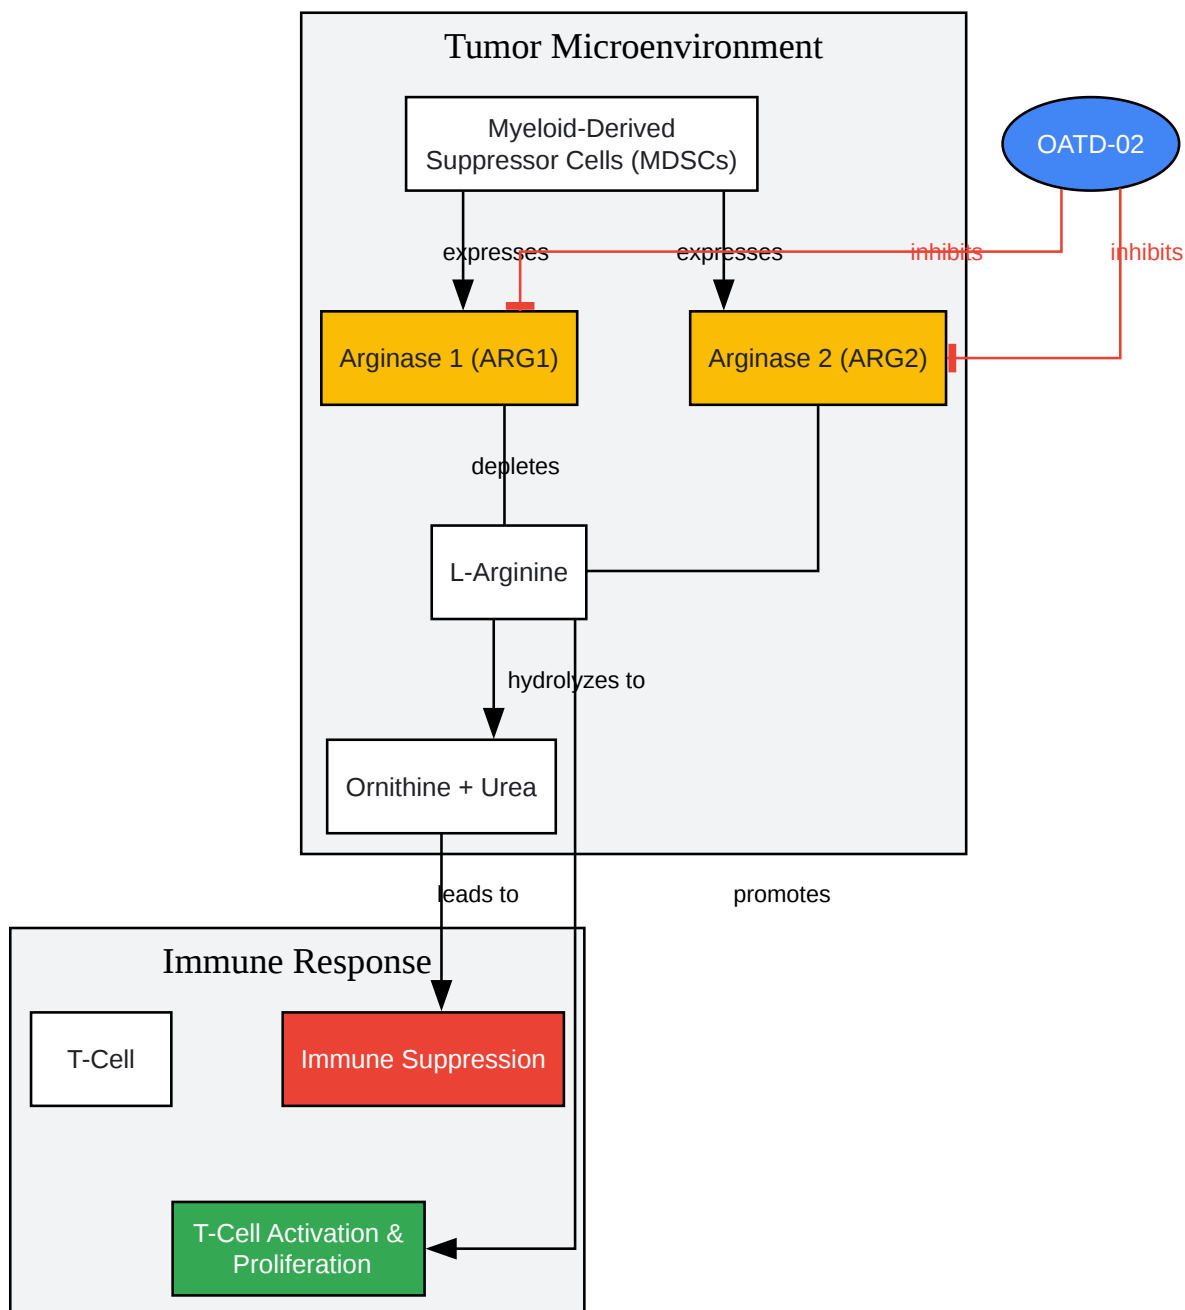 Tumor Microenvironment
Myeloid-Derived
Suppressor Cells (MDSCs)
OATD-02
expresses
expresses
inhibits
inhibits
Arginase 1 (ARG1)
Arginase 2 (ARG2)
depletes
L-Arginine
hydrolyzes to
Ornithine + Urea
leads to
promotes
Immune Response
T-Cell
Immune Suppression
T-Cell Activation &
Proliferation